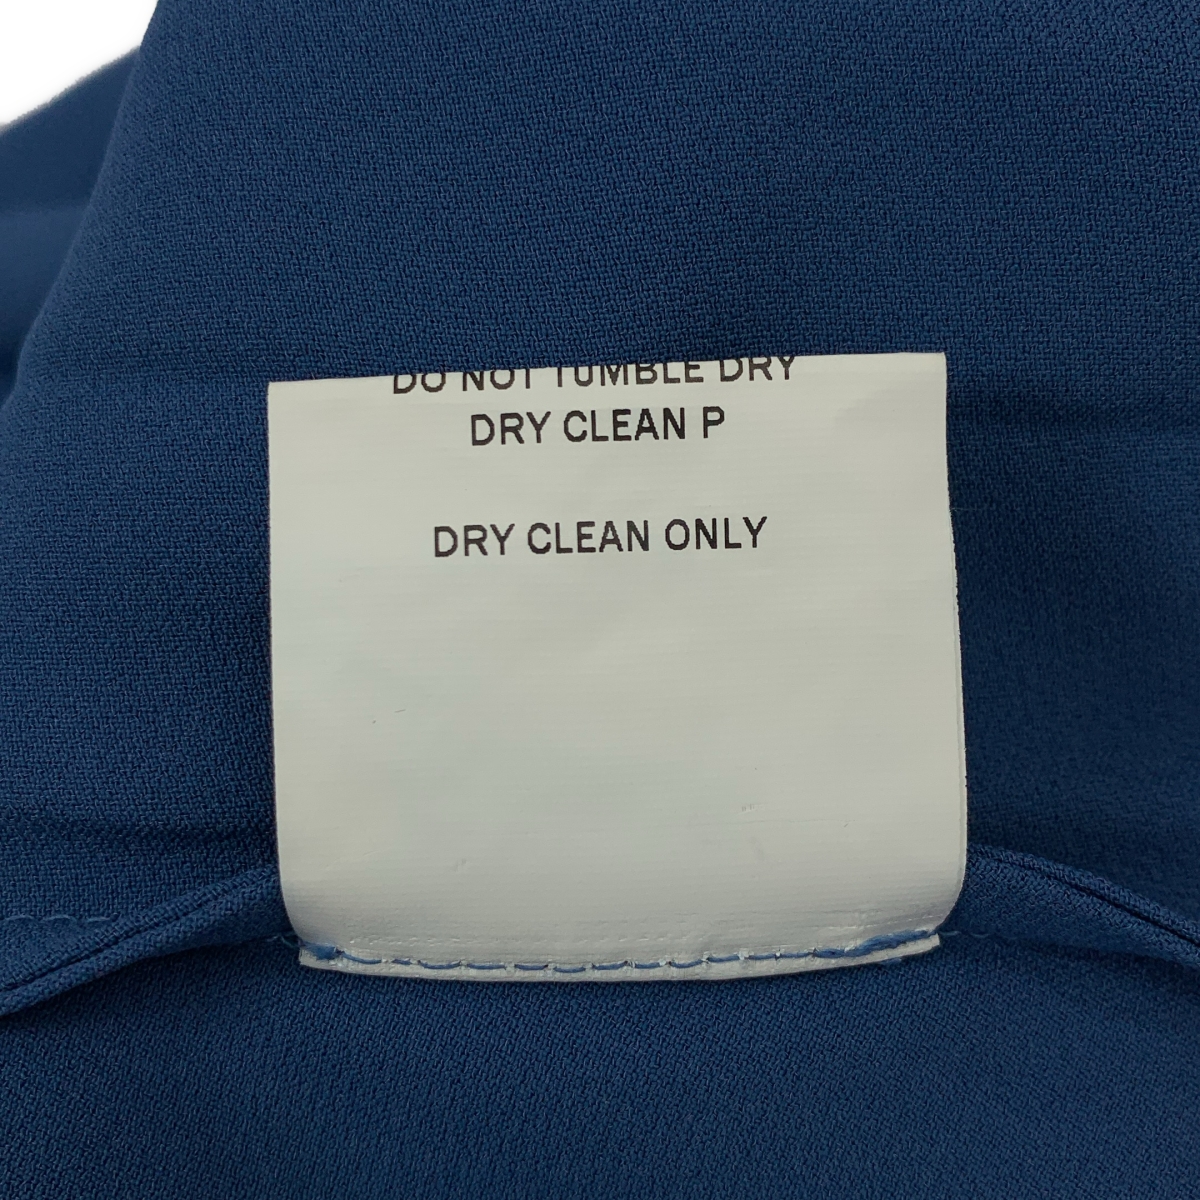 DO NOT TUMBLE DRY
DRY CLEAN P
DRY CLEAN ONLY